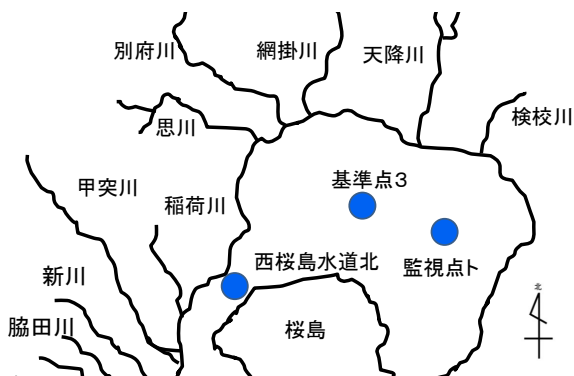 別府川
網掛川
天降川
検校川
思川
基準点3
甲突川
稲荷川
西桜島水道北
監視点ト
新川
北
脇田川
桜島